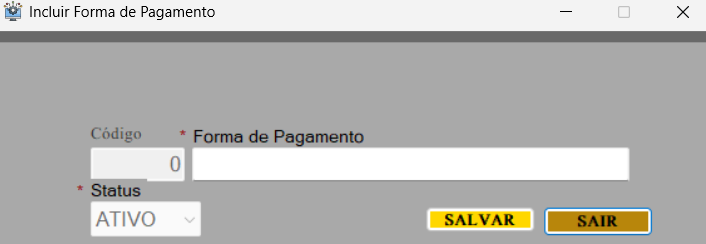 Incluir Forma de Pagamento
Código * Forma de Pagamento
0
* Status
ATIVO
SALVAR SAIR